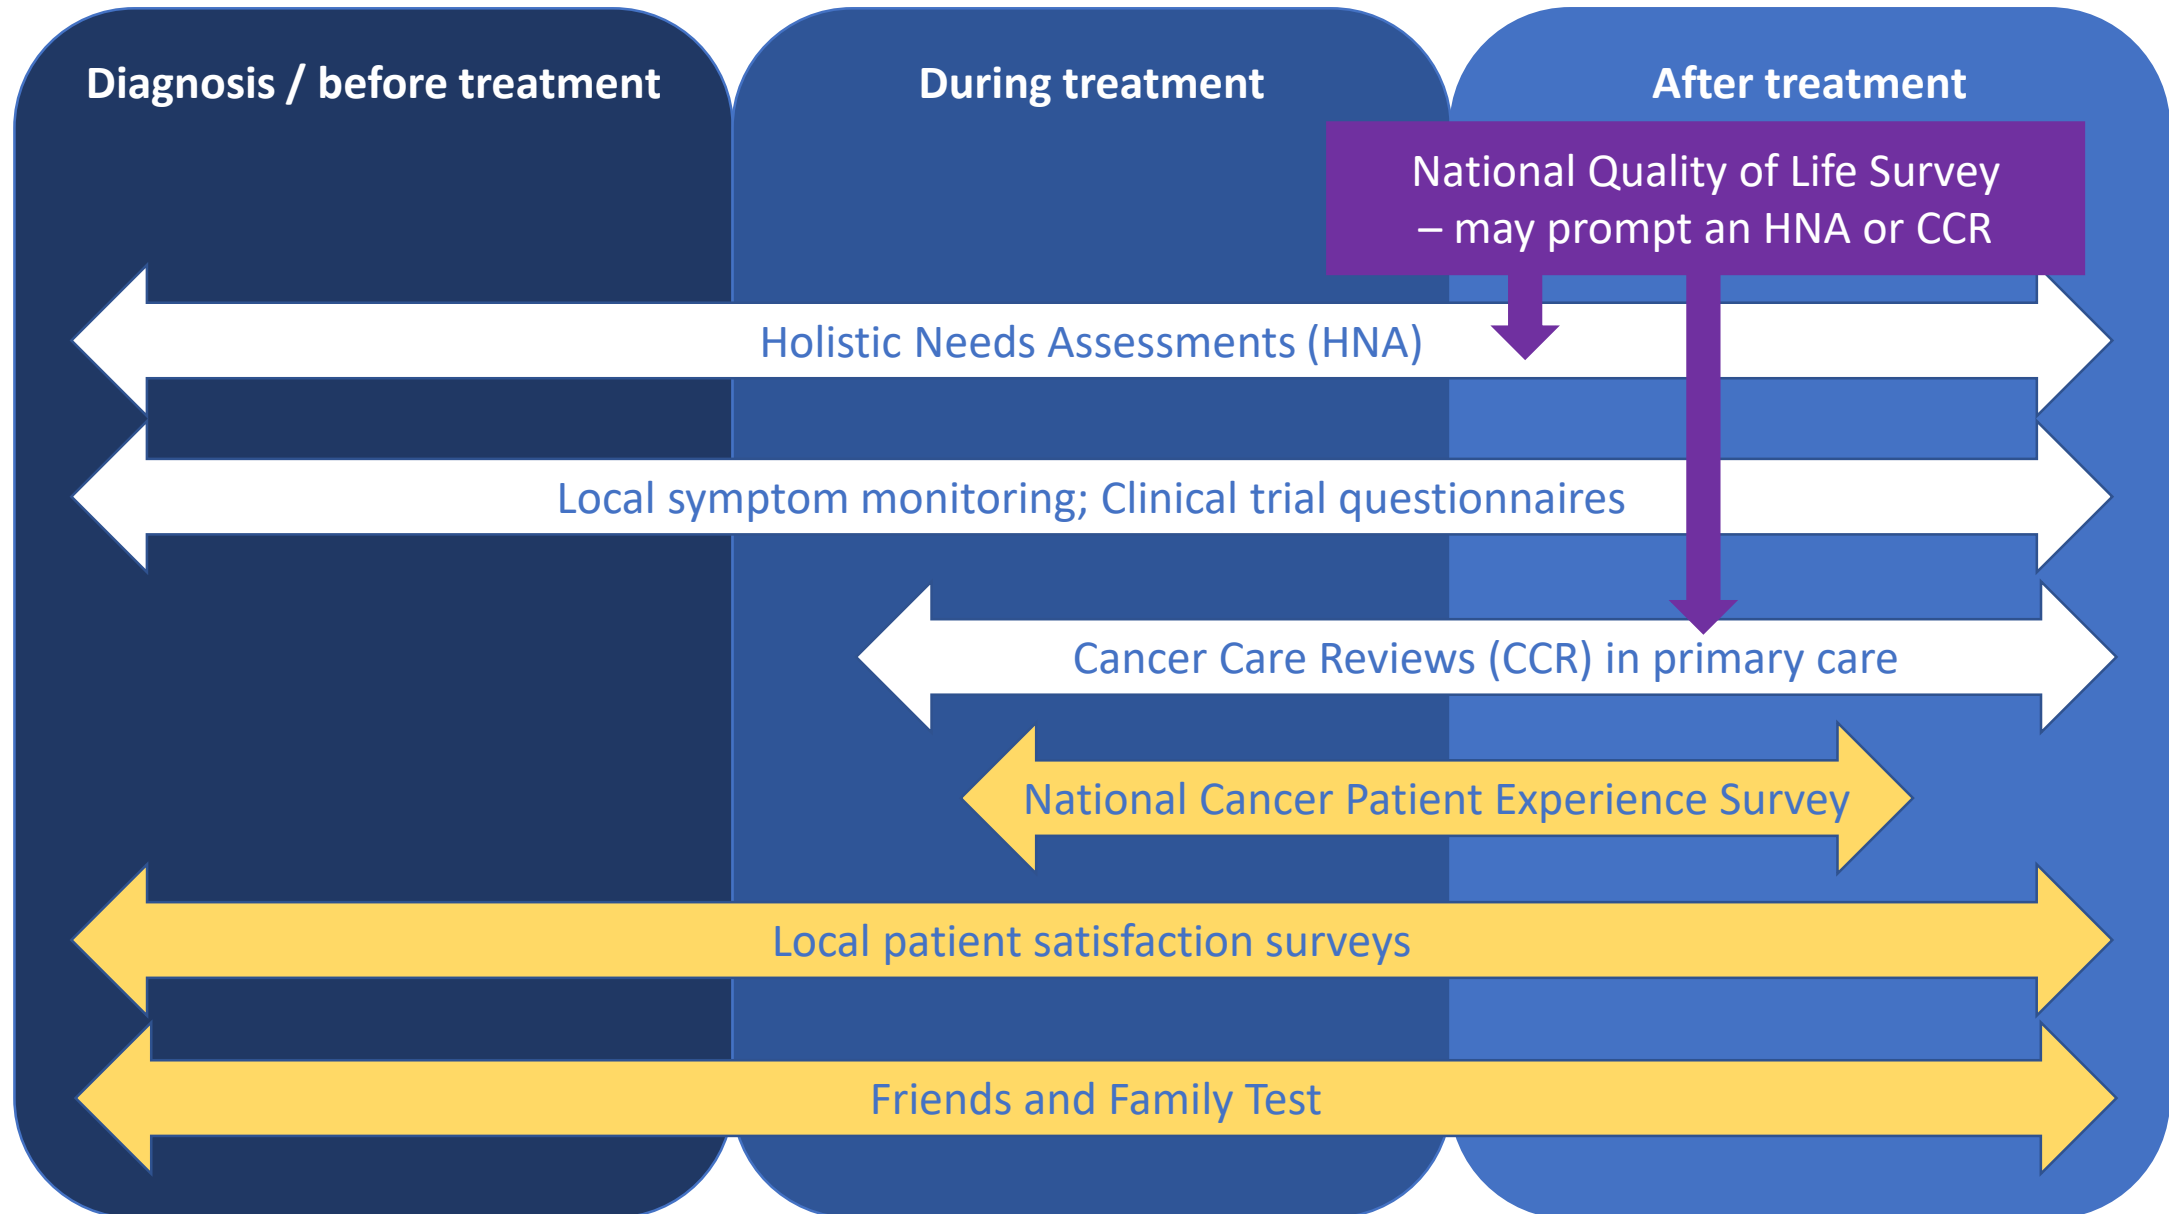 Diagnosis / before treatment
During treatment
After treatment
National Quality of Life Survey
– may prompt an HNA or CCR
Holistic Needs Assessments (HNA)
Local symptom monitoring; Clinical trial questionnaires
Cancer Care Reviews (CCR) in primary care
National Cancer Patient Experience Survey
Local patient satisfaction surveys
Friends and Family Test